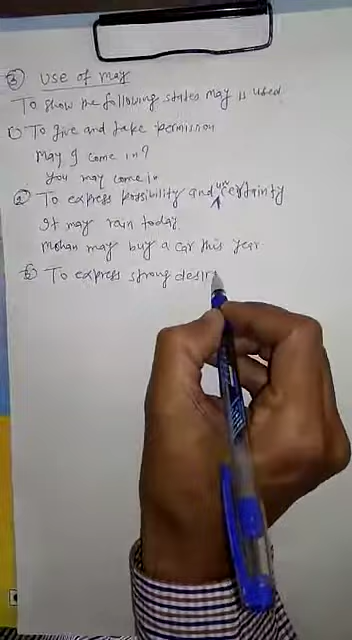 ③ Use of may
To show the following states may is used.
① To give and take permission
May I come in?
You may come in
② To express possibility and uncertainty
It may rain today.
Mohan may buy a car this year.
③ To express strong desir